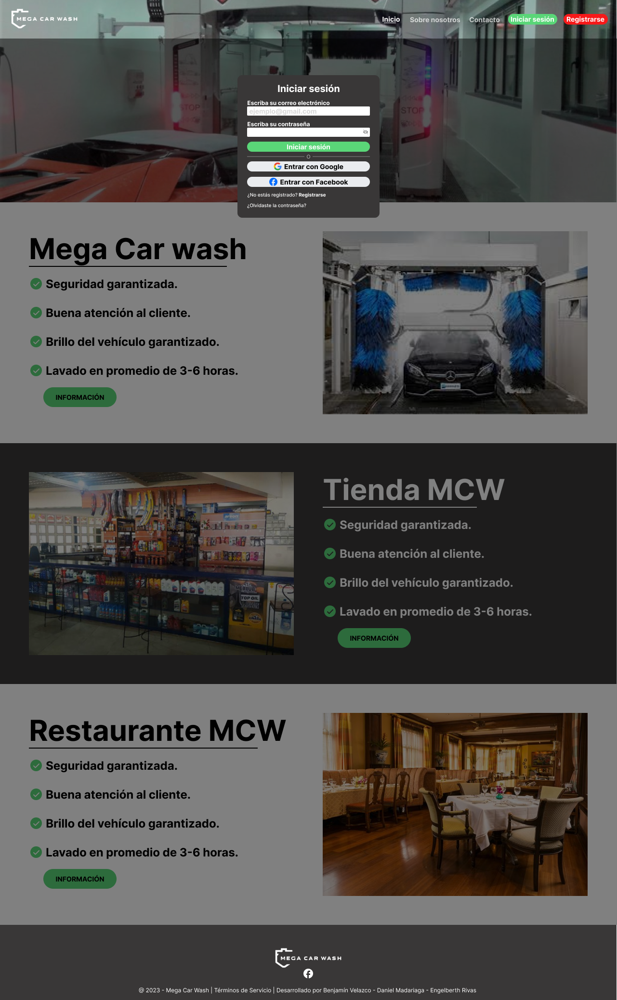 MEGA CAR WASH
Inicio
Sobre nosotros
Contacto
Iniciar sesión
Registrarse
STOP
STOP
Iniciar sesión
Escriba su correo electrónico
ejemplo@gmail.com
Escriba su contraseña
Iniciar sesión
O
Entrar con Google
Entrar con Facebook
¿No estás registrado? Registrarse
¿Olvidaste la contraseña?
Mega Car wash
Seguridad garantizada.
Buena atención al cliente.
Brillo del vehículo garantizado.
Lavado en promedio de 3-6 horas.
INFORMACIÓN
TOP OIL
Tienda MCW
Seguridad garantizada.
Buena atención al cliente.
Brillo del vehículo garantizado.
Lavado en promedio de 3-6 horas.
INFORMACIÓN
Restaurante MCW
Seguridad garantizada.
Buena atención al cliente.
Brillo del vehículo garantizado.
Lavado en promedio de 3-6 horas.
INFORMACIÓN
MEGA CAR WASH
@ 2023 - Mega Car Wash | Términos de Servicio | Desarrollado por Benjamín Velazco - Daniel Madariaga - Engelberth Rivas